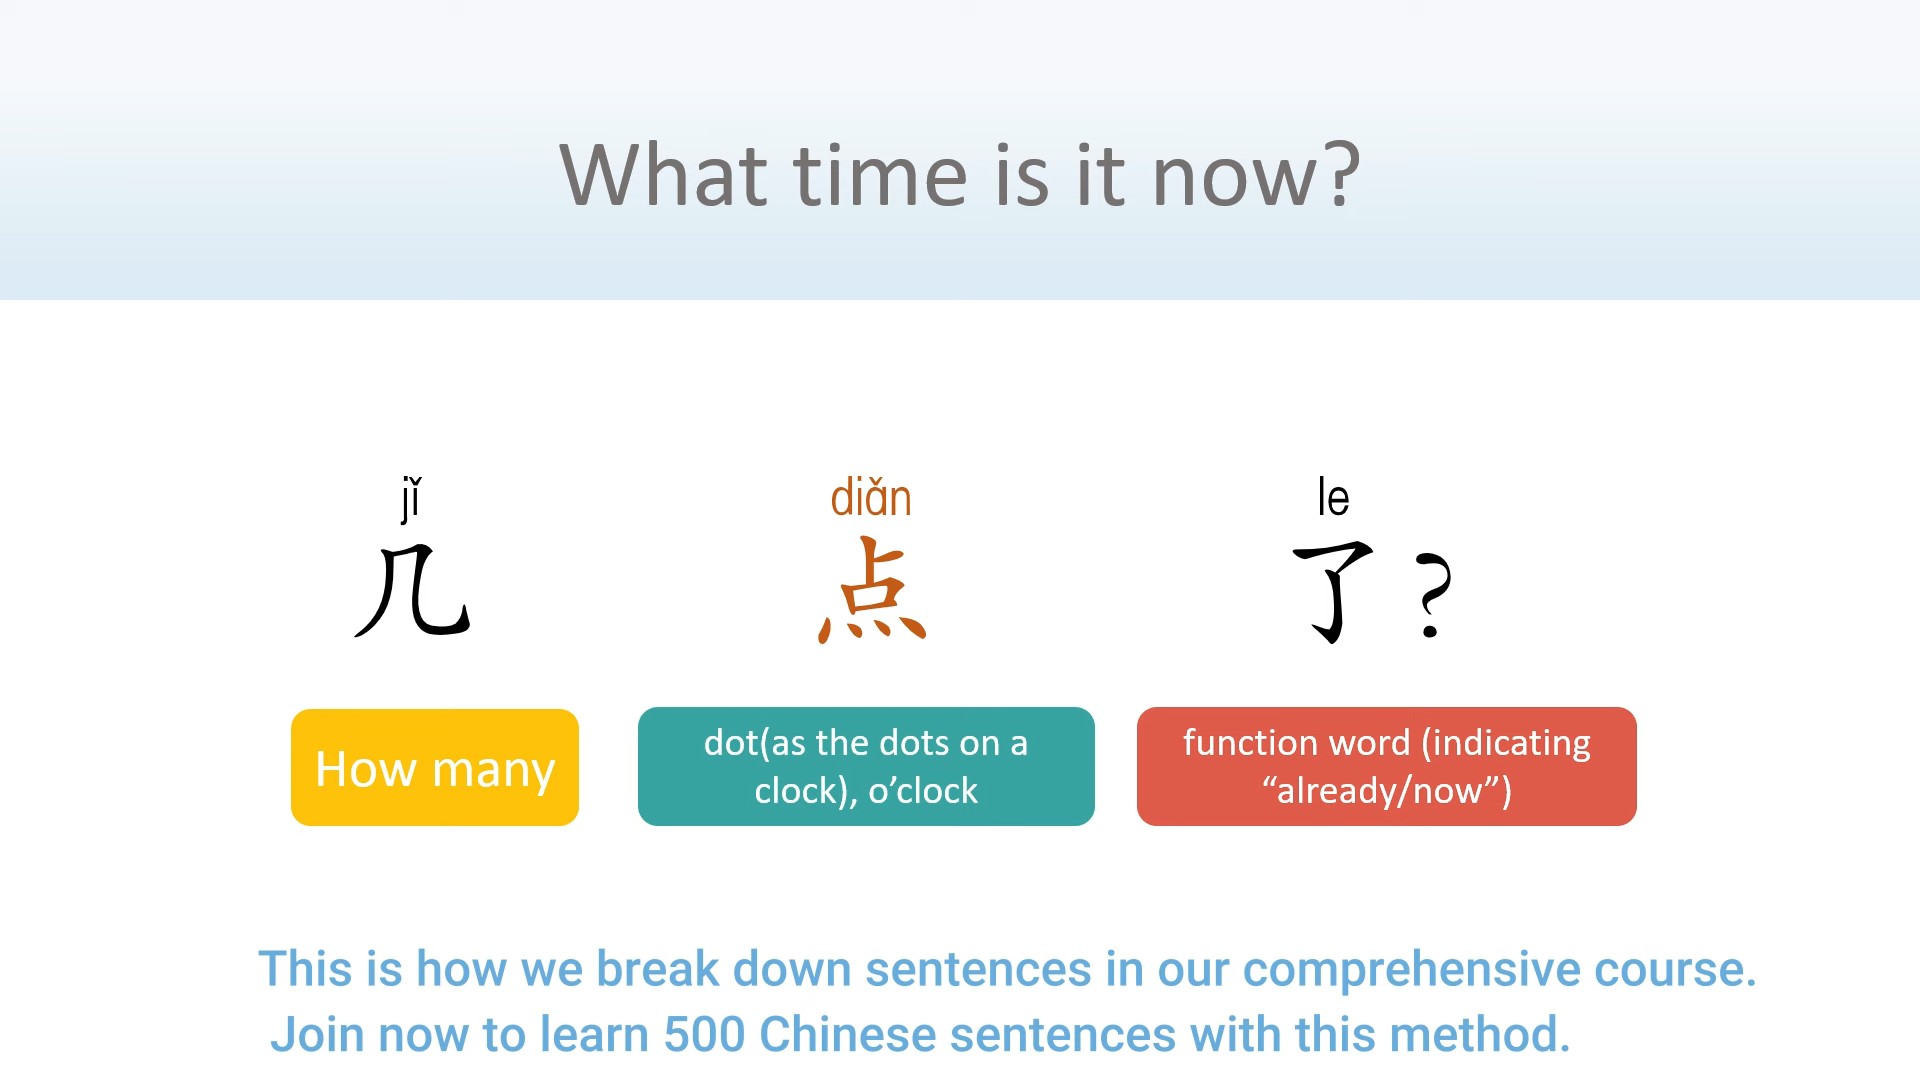 What time is it now?
jǐ diǎn le
几 点 了?
How many
dot(as the dots on a
clock), o’clock
function word (indicating
“already/now”)
This is how we break down sentences in our comprehensive course.
Join now to learn 500 Chinese sentences with this method.